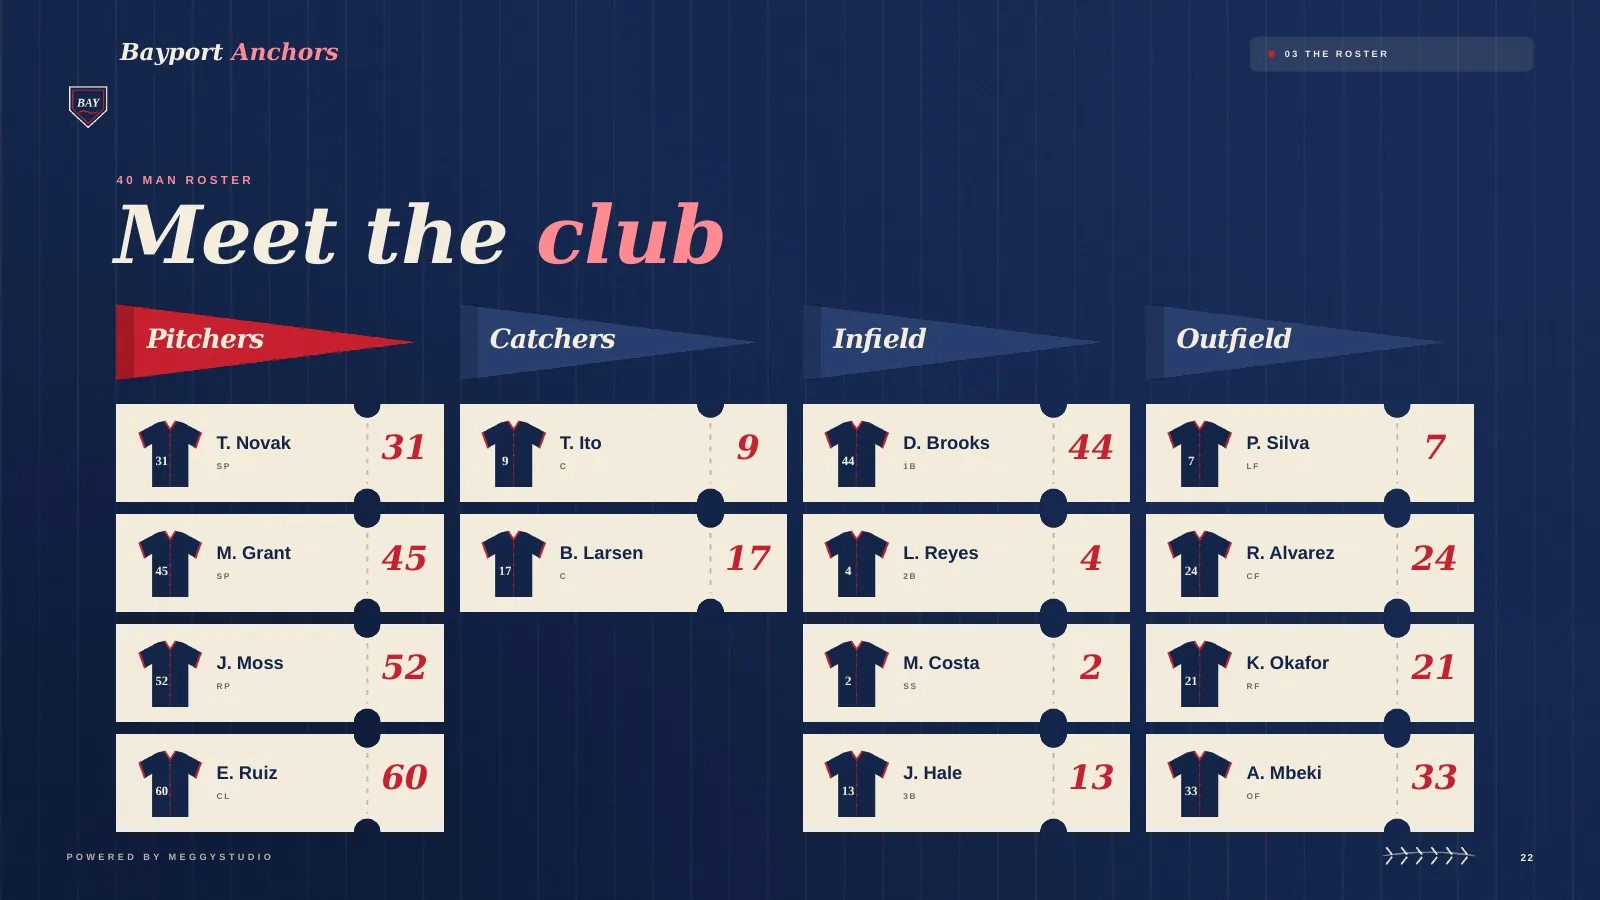 Bayport Anchors
03 THE ROSTER
BAY
40 MAN ROSTER
Meet the club
Pitchers
31
T. Novak
SP
31
45
M. Grant
SP
45
52
J. Moss
RP
52
60
E. Ruiz
CL
60
Catchers
9
T. Ito
C
9
17
B. Larsen
C
17
Infield
44
D. Brooks
1B
44
4
L. Reyes
2B
4
2
M. Costa
SS
2
13
J. Hale
3B
13
Outfield
7
P. Silva
LF
7
24
R. Alvarez
CF
24
21
K. Okafor
RF
21
33
A. Mbeki
OF
33
POWERED BY MEGGYSTUDIO
22